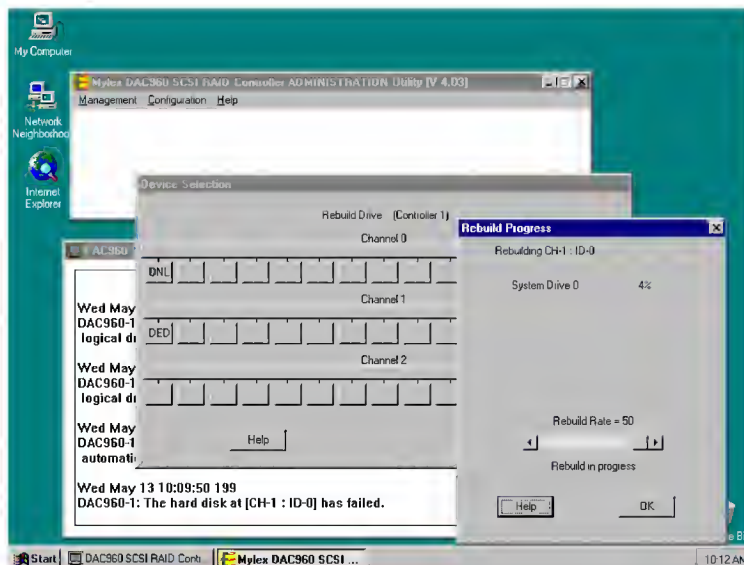 My Computer
Mylex DAC960 SCSI RAID Controller ADMINISTRATION Utility [V 4.03]
Management Configuration Help
Network
Neighborhoo
Internet
Explorer
Device Selection
Rebuild Drive (Controller 1)
Channel 0
ONL
Channel 1
DED
Channel 2
Help
Rebuild Progress
Rebuilding CH-1 : ID-0
System Drive 0 4%
Rebuild Rate = 50
Rebuild in progress
Help OK
Wed May
DAC960-1
logical
Wed May
DAC960-1
logical
Wed May
DAC960-1
automati
Wed May 13 10:09:50 199
DAC960-1: The hard disk at [CH-1 : ID-0] has failed.
Start DAC960 SCSI RAID Contr Mylex DAC960 SCSI ... 10:12 AM